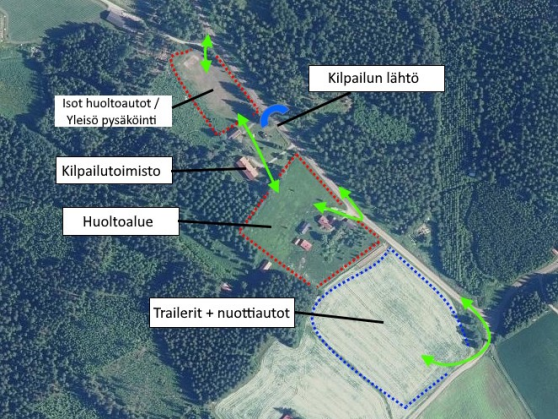 Kilpailun lähtö
Isot huoltoautot /
Yleisö pysäköinti
Kilpailutoimisto
Huoltoalue
Trailerit + nuottiautot